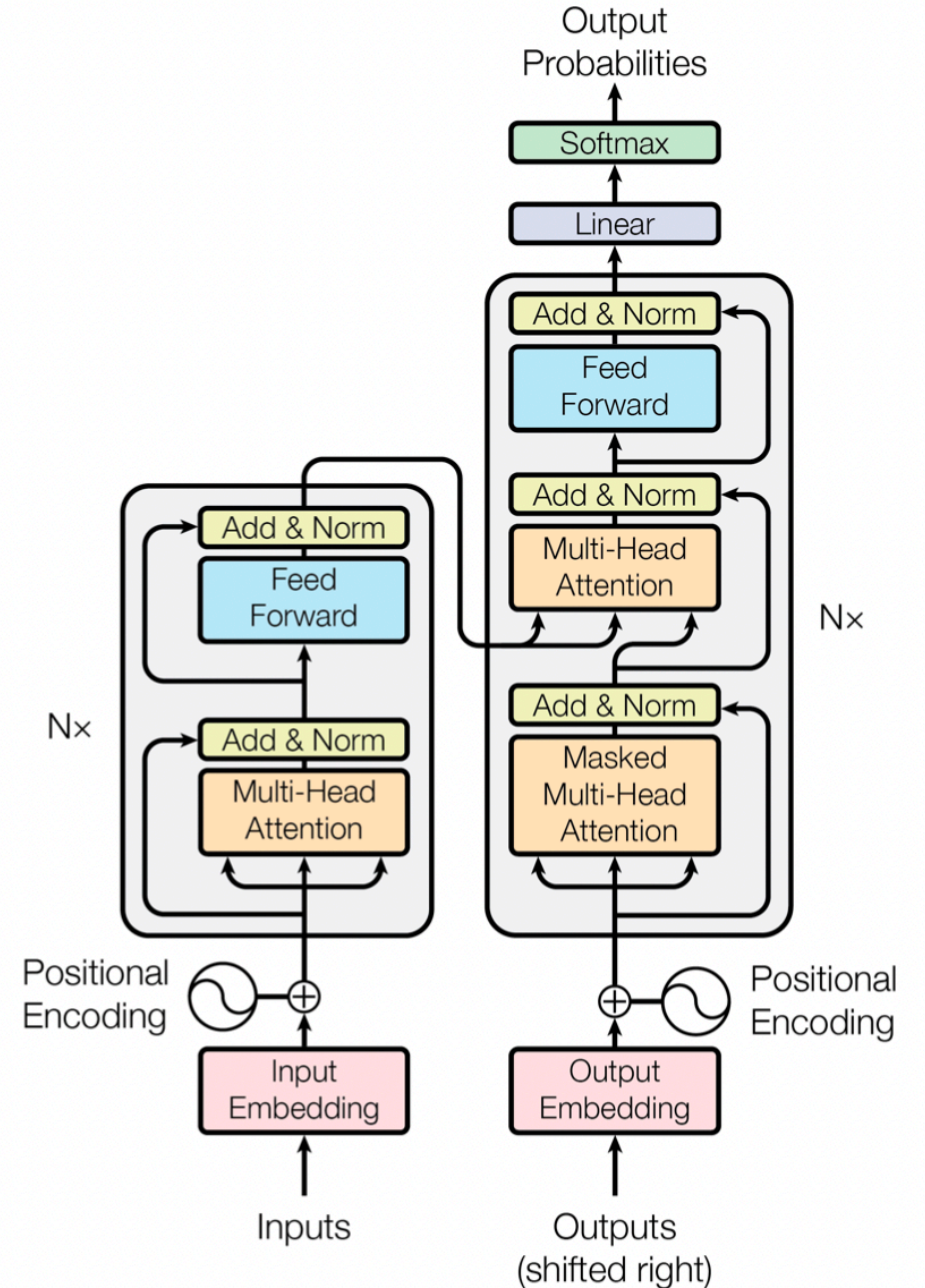 Output
Probabilities
Softmax
Linear
Add & Norm
Feed
Forward
Add & Norm
Multi-Head
Attention
Nx
Add & Norm
Masked
Multi-Head
Attention
Add & Norm
Feed
Forward
Nx
Add & Norm
Multi-Head
Attention
Positional
Encoding
Positional
Encoding
Input
Embedding
Output
Embedding
Inputs
Outputs
(shifted right)